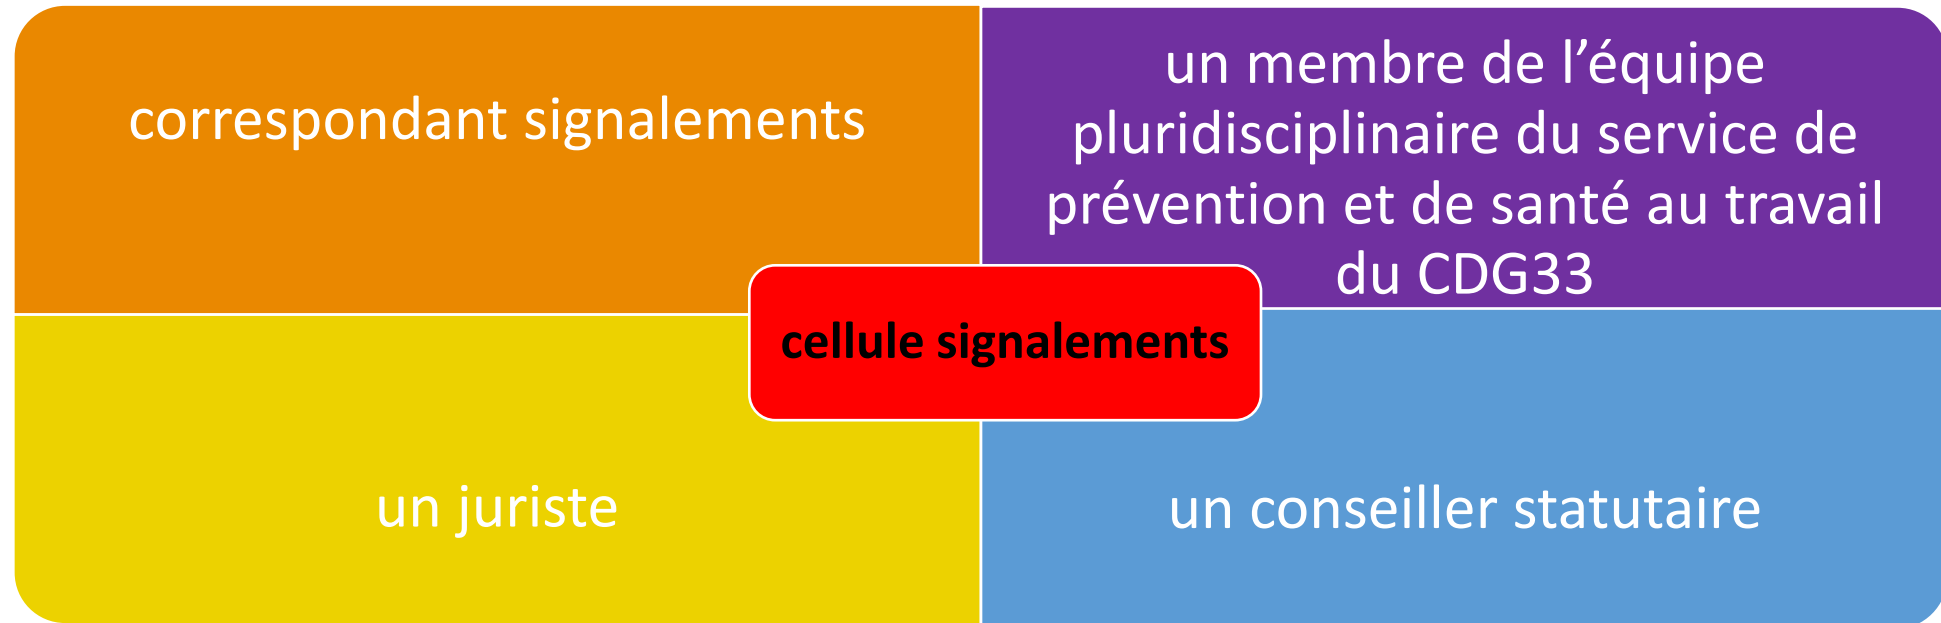 correspondant signalements
un membre de l’équipe
pluridisciplinaire du service de
prévention et de santé au travail
du CDG33
cellule signalements
un juriste
un conseiller statutaire